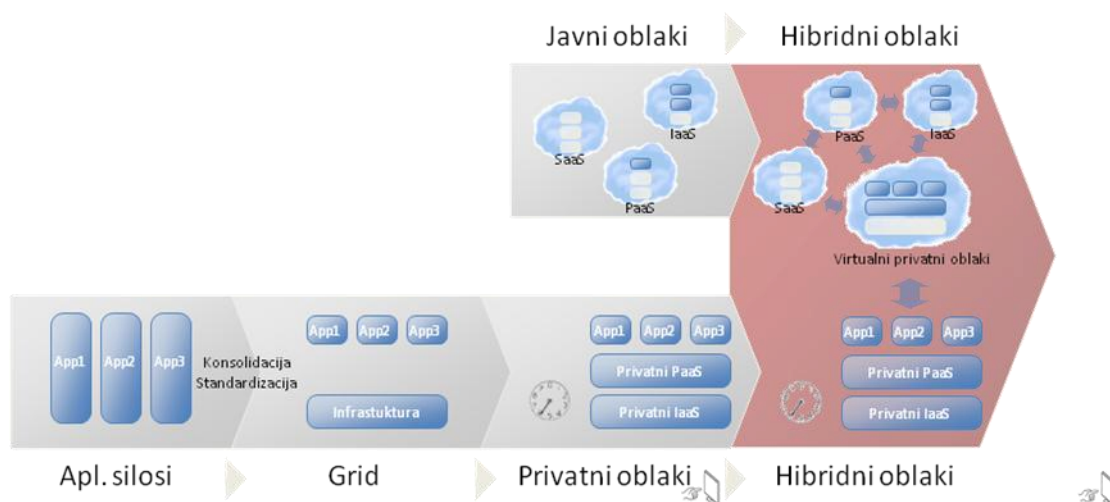 Javni oblaki
Hibridni oblaki
SaaS
IaaS
PaaS
PaaS
IaaS
SaaS
Virtualni privatni oblaki
App1
App2
App3
Konsolidacija
Standardizacija
App1
App2
App3
Infrastuktura
App1
App2
App3
Privatni PaaS
Privatni IaaS
App1
App2
App3
Privatni PaaS
Privatni IaaS
Apl. silosi
Grid
Privatni oblaki
Hibridni oblaki